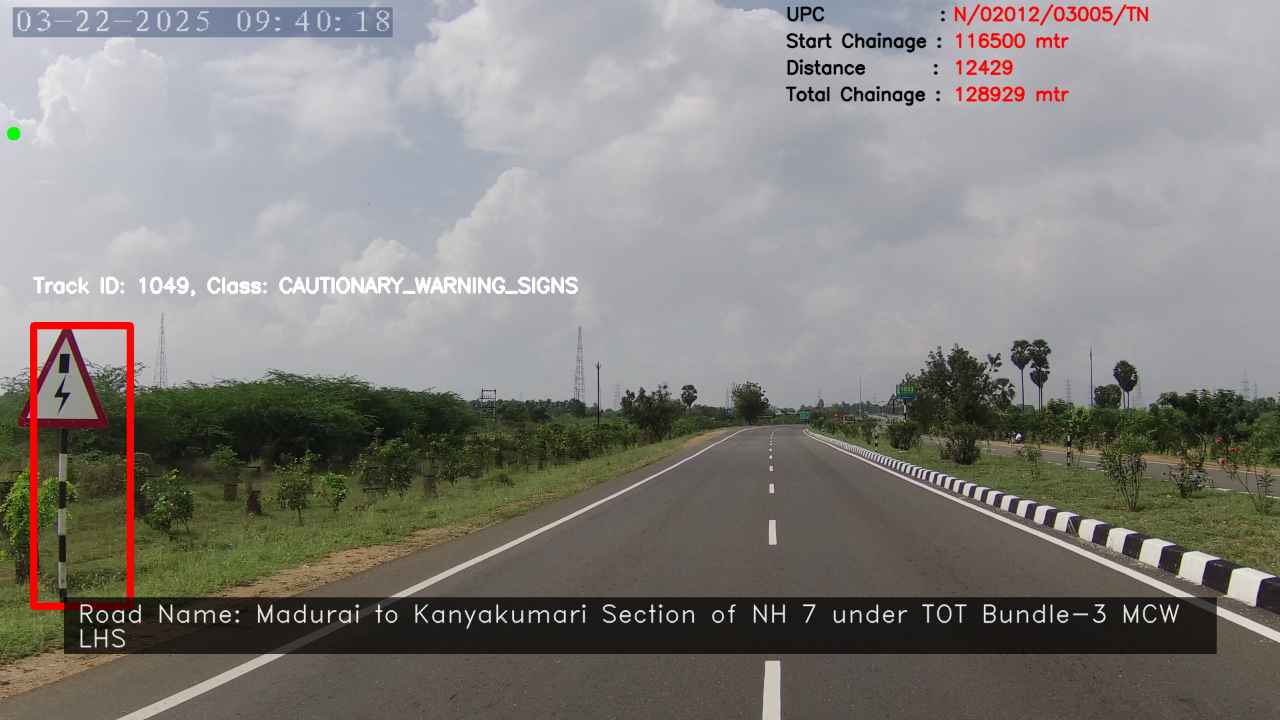 03-22-2025 09:40:18
UPC : N/02012/03005/TN
Start Chainage : 116500 mtr
Distance : 12429
Total Chainage : 128929 mtr
Track ID: 1049, Class: CAUTIONARY_WARNING_SIGNS
Road Name: Madurai to Kanyakumari Section of NH 7 under TOT Bundle-3 MCW
LHS